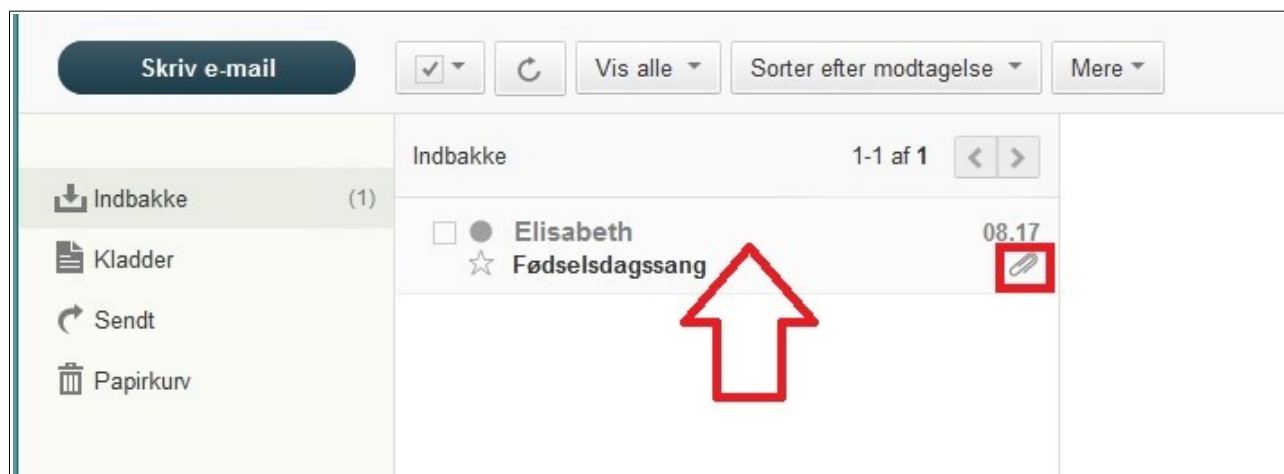 Skriv e-mail
Vis alle
Sorter efter modtagelse
Mere
Indbakke
(1)
Kladder
Sendt
Papirkurv
Indbakke
1-1 af 1
Elisabeth
08.17
Fødselsdagssang